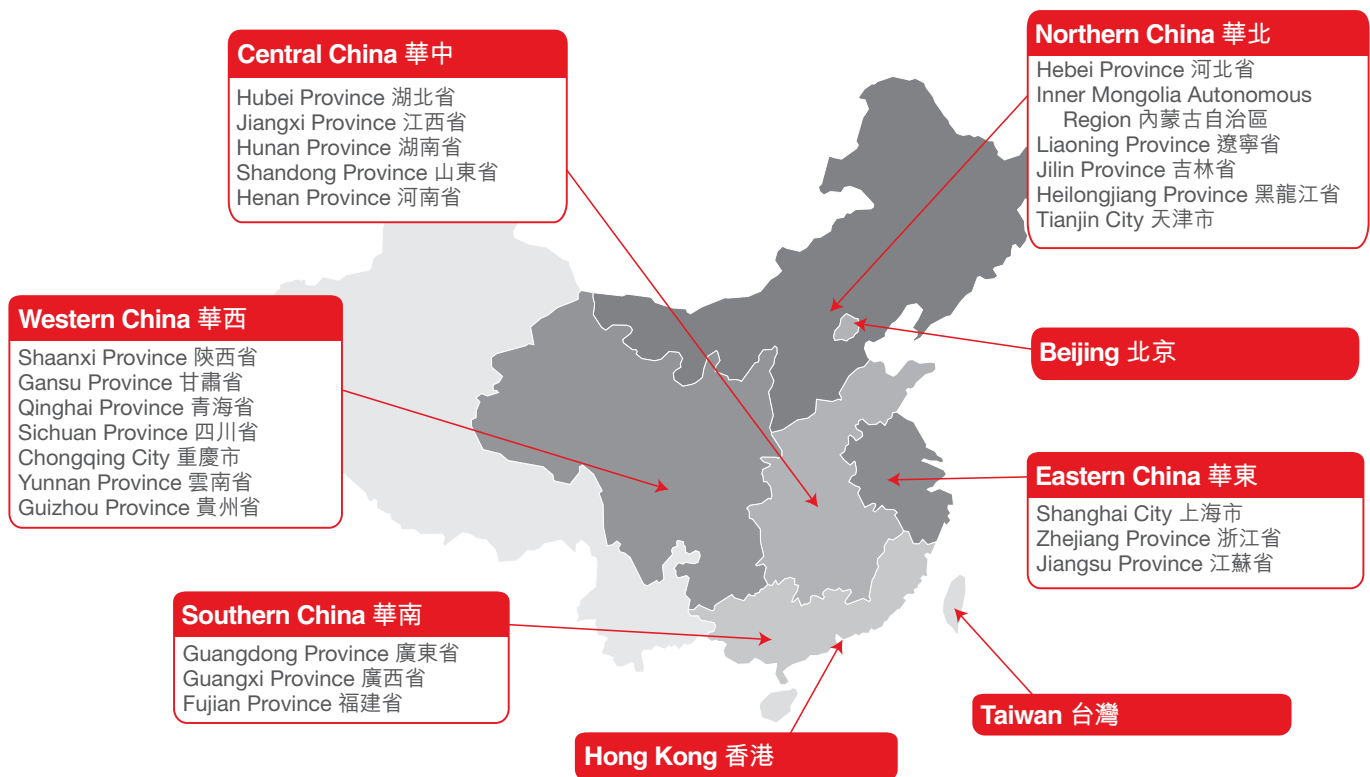 Central China 華中
Hubei Province 湖北省
Jiangxi Province 江西省
Hunan Province 湖南省
Shandong Province 山東省
Henan Province 河南省
Northern China 華北
Hebei Province 河北省
Inner Mongolia Autonomous
Region 內蒙古自治區
Liaoning Province 遼寧省
Jilin Province 吉林省
Heilongjiang Province 黑龍江省
Tianjin City 天津市
Western China 華西
Shaanxi Province 陝西省
Gansu Province 甘肅省
Qinghai Province 青海省
Sichuan Province 四川省
Chongqing City 重慶市
Yunnan Province 雲南省
Guizhou Province 貴州省
Beijing 北京
Eastern China 華東
Shanghai City 上海市
Zhejiang Province 浙江省
Jiangsu Province 江蘇省
Southern China 華南
Guangdong Province 廣東省
Guangxi Province 廣西省
Fujian Province 福建省
Taiwan 台灣
Hong Kong 香港